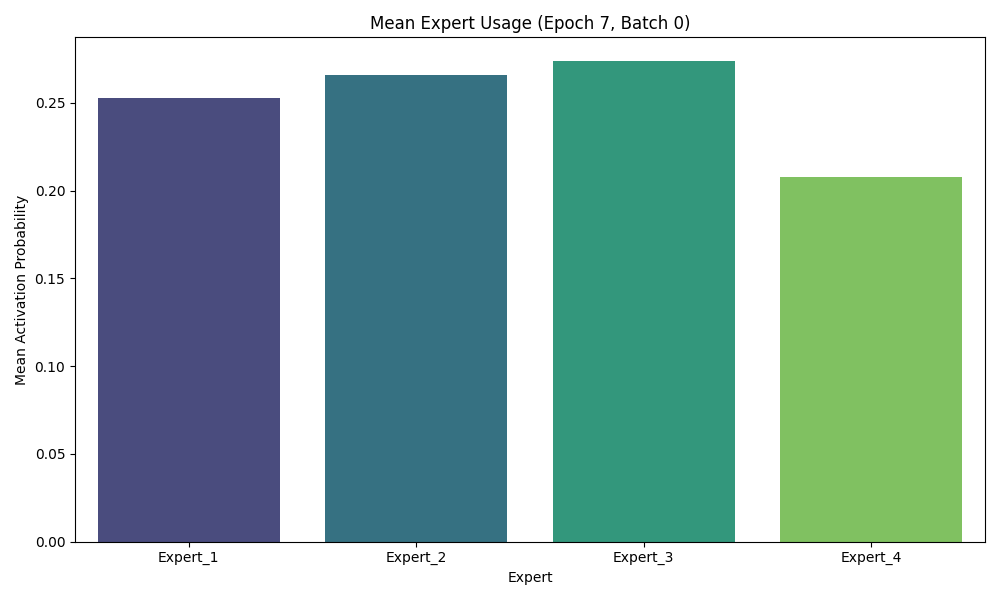 Mean Expert Usage (Epoch 7, Batch 0)
Mean Activation Probability
0.25
0.20
0.15
0.10
0.05
0.00
Expert_1
Expert_2
Expert_3
Expert_4
Expert